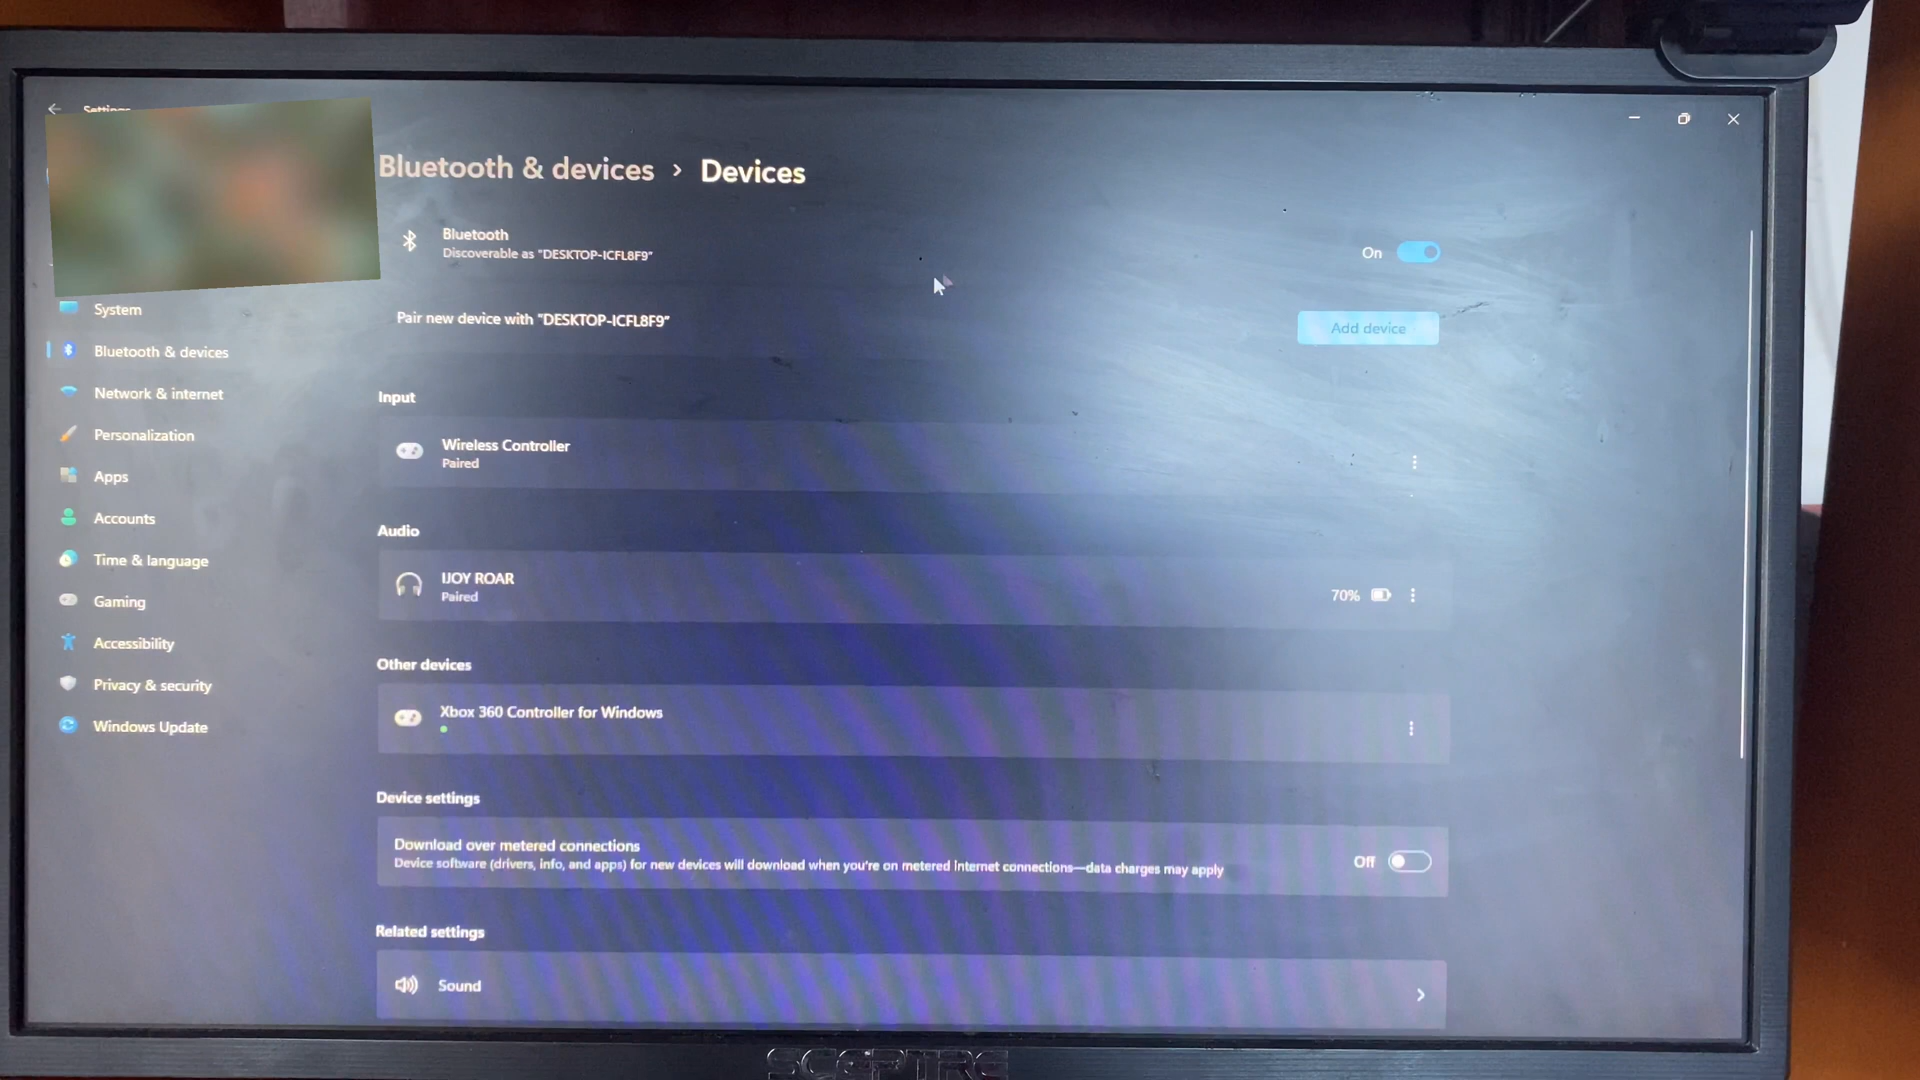 Settings
Bluetooth & devices › Devices
Bluetooth
Discoverable as "DESKTOP-ICFL8F9"
On
Pair new device with "DESKTOP-ICFL8F9"
Add device
System
Bluetooth & devices
Network & internet
Personalization
Apps
Accounts
Time & language
Gaming
Accessibility
Privacy & security
Windows Update
Input
Wireless Controller
Paired
Audio
IJOY ROAR
Paired
70%
Other devices
Xbox 360 Controller for Windows
Device settings
Download over metered connections
Device software (drivers, info, and apps) for new devices will download when you're on metered internet connections—data charges may apply
Off
Related settings
Sound
SCEPTRE